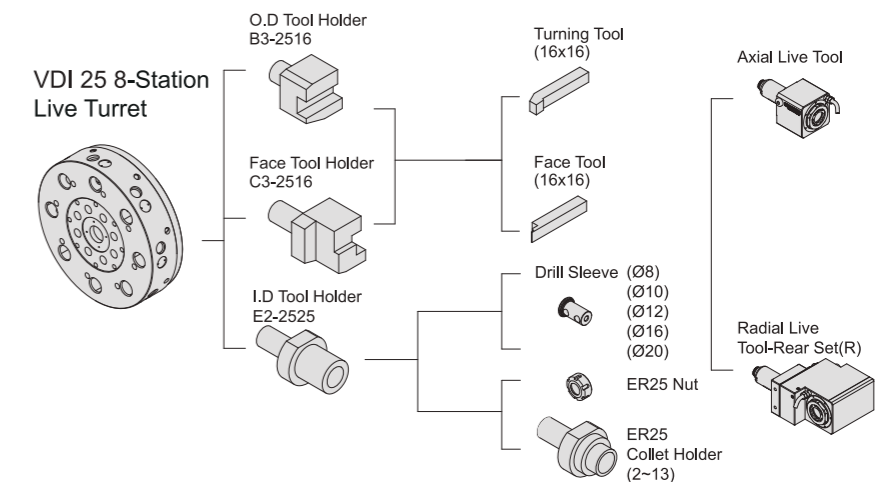 VDI 25 8-Station
Live Turret
O.D Tool Holder
B3-2516
Face Tool Holder
C3-2516
I.D Tool Holder
E2-2525
Turning Tool
(16x16)
Face Tool
(16x16)
Drill Sleeve (Ø8)
(Ø10)
(Ø12)
(Ø16)
(Ø20)
ER25 Nut
ER25
Collet Holder
(2~13)
Axial Live Tool
Radial Live
Tool-Rear Set(R)